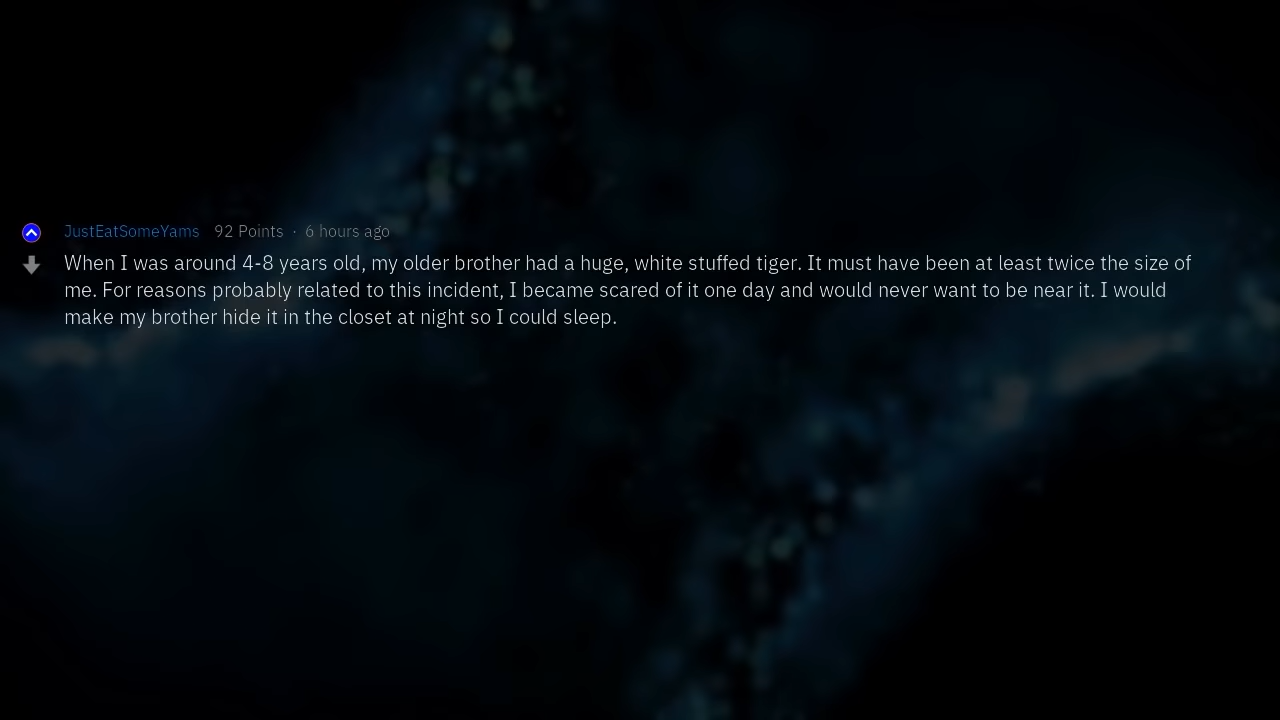 JustEatSomeYams 92 Points · 6 hours ago
When I was around 4-8 years old, my older brother had a huge, white stuffed tiger. It must have been at least twice the size of
me. For reasons probably related to this incident, I became scared of it one day and would never want to be near it. I would
make my brother hide it in the closet at night so I could sleep.